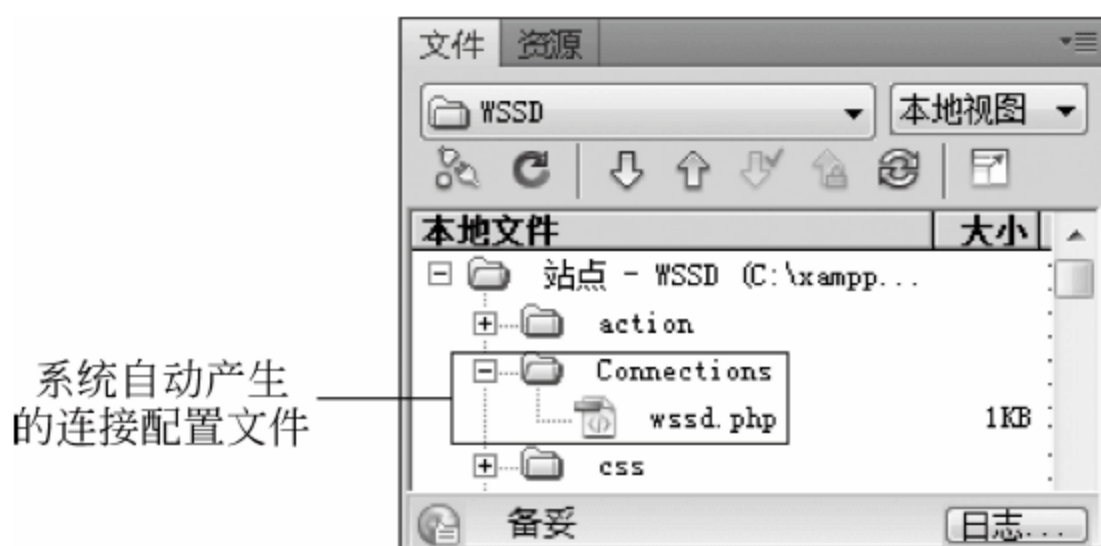 文件 资源
WSSD 本地视图
本地文件 大小
站点 - WSSD (C:\xampp...
action
Connections
wssd.php 1KB
css
备妥 日志...
系统自动产生
的连接配置文件